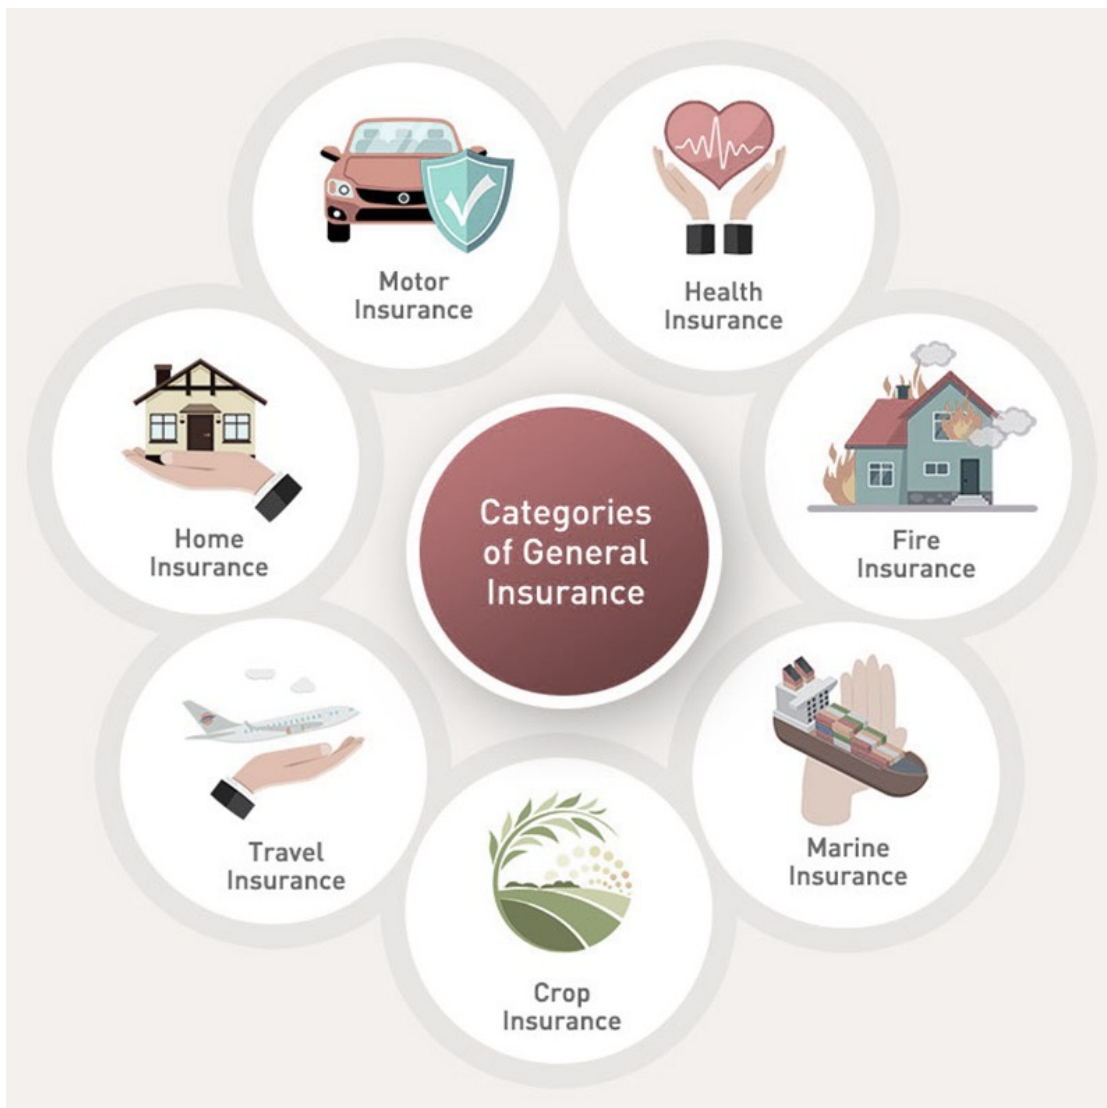 Motor
Insurance
Health
Insurance
Home
Insurance
Categories
of General
Insurance
Fire
Insurance
Travel
Insurance
Marine
Insurance
Crop
Insurance